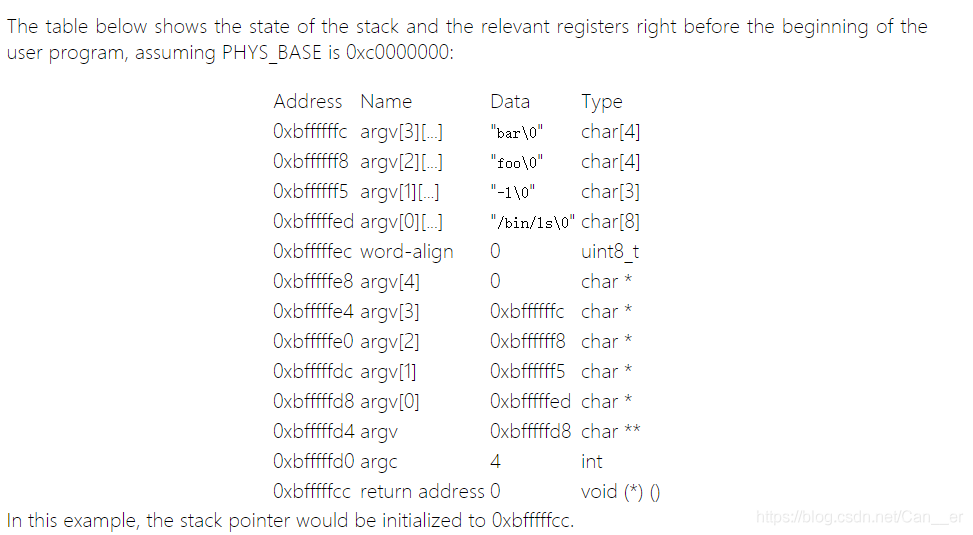 The table below shows the state of the stack and the relevant registers right before the beginning of the
user program, assuming PHYS_BASE is 0xc0000000:
Address Name Data Type
0xbffffffc argv[3][...] "bar\0" char[4]
0xbffffff8 argv[2][...] "foo\0" char[4]
0xbffffff5 argv[1][...] "-l\0" char[3]
0xbfffffed argv[0][...] "/bin/ls\0" char[8]
0xbfffffec word-align 0 uint8_t
0xbfffffe8 argv[4] 0 char *
0xbfffffe4 argv[3] 0xbffffffc char *
0xbfffffe0 argv[2] 0xbffffff8 char *
0xbfffffdc argv[1] 0xbffffff5 char *
0xbfffffd8 argv[0] 0xbfffffed char *
0xbfffffd4 argv 0xbfffffd8 char **
0xbfffffd0 argc 4 int
0xbfffffcc return address 0 void (*) ()
In this example, the stack pointer would be initialized to 0xbfffffcc.
https://blog.csdn.net/Can__er